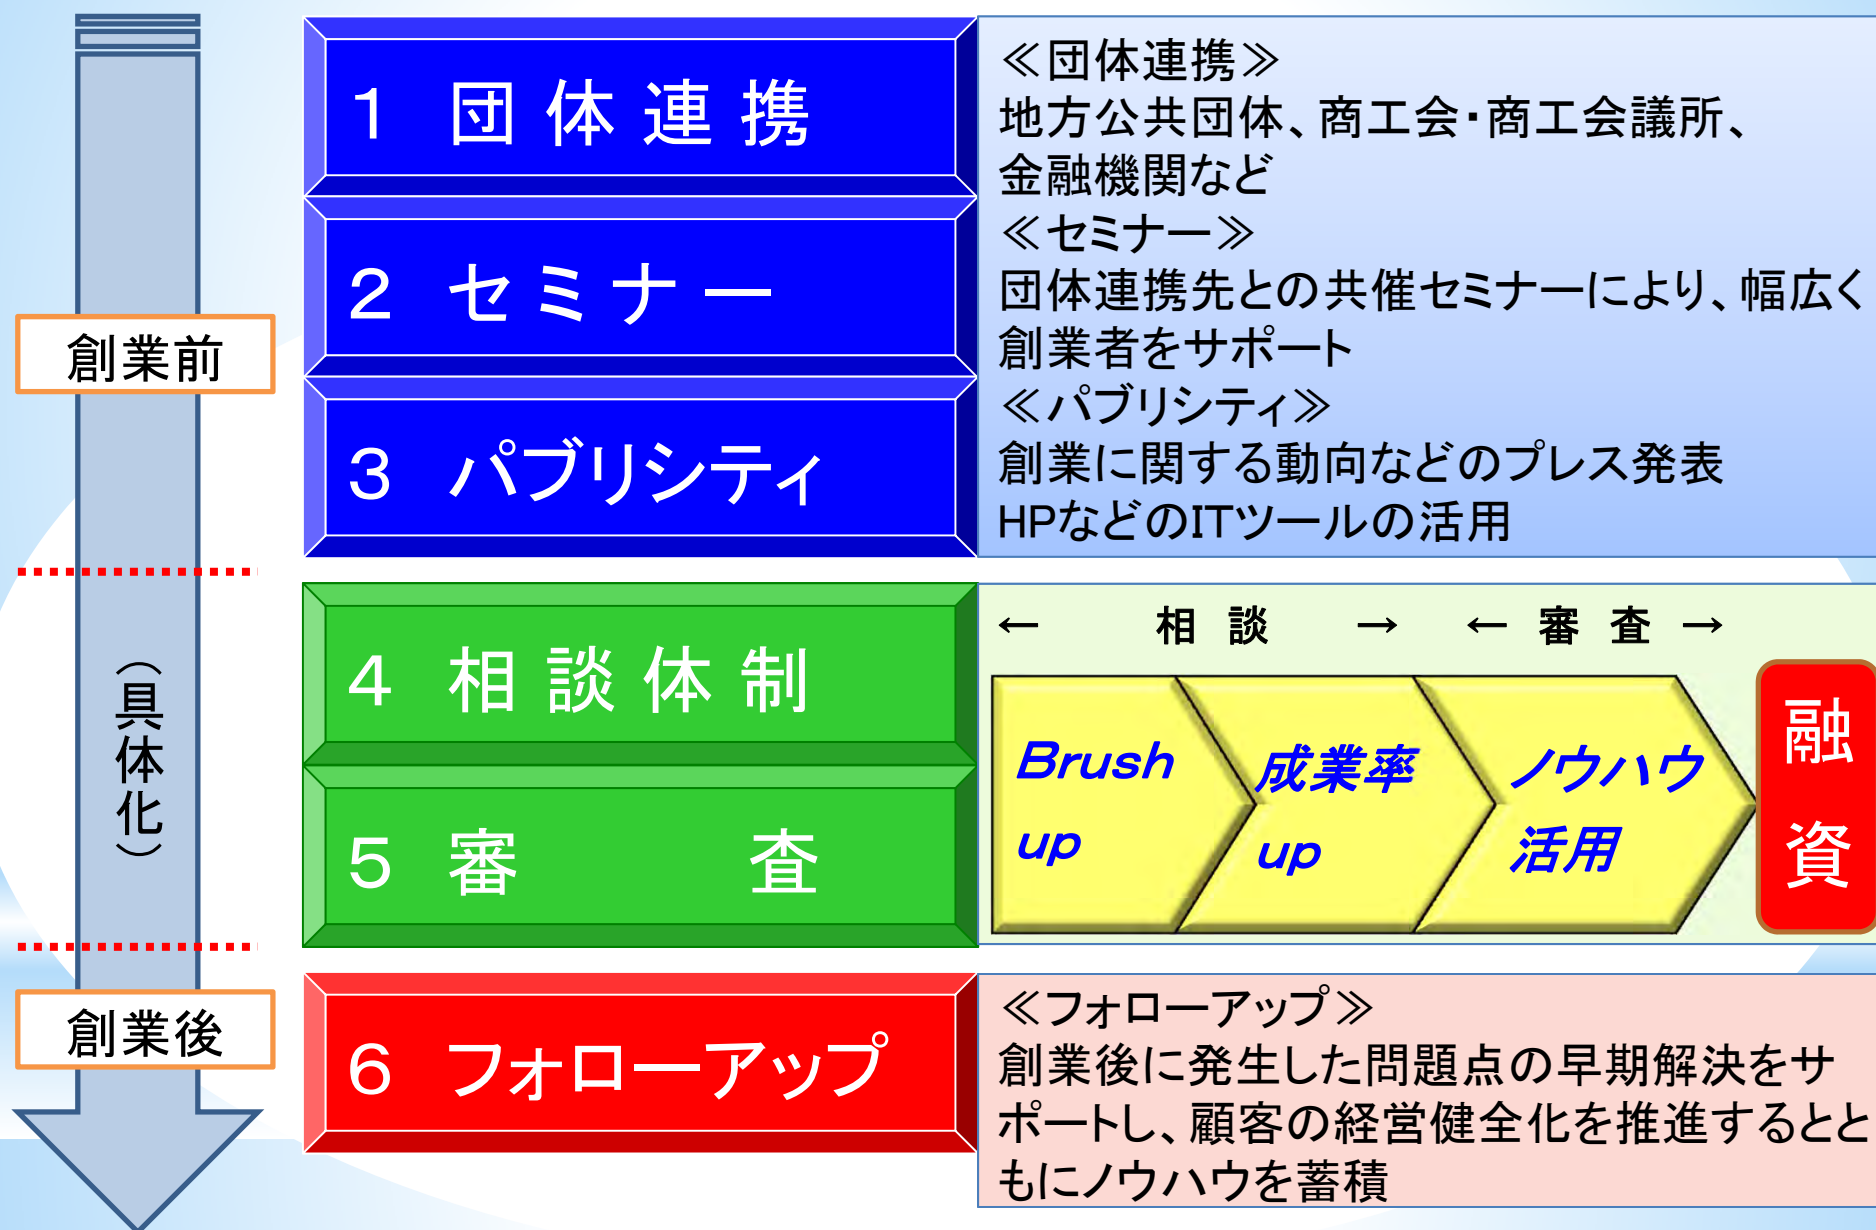 創業前
(具体化)
創業後
1 団体連携
2 セミナー
3 パブリシティ
4 相談体制
5 審査
6 フォローアップ
≪団体連携≫
地方公共団体、商工会・商工会議所、
金融機関など
≪セミナー≫
団体連携先との共催セミナーにより、幅広く
創業者をサポート
≪パブリシティ≫
創業に関する動向などのプレス発表
HPなどのITツールの活用
← 相談 → ← 審査 →
Brush
up
成業率
up
ノウハウ
活用
融資
≪フォローアップ≫
創業後に発生した問題点の早期解決をサ
ポートし、顧客の経営健全化を推進するとと
もにノウハウを蓄積